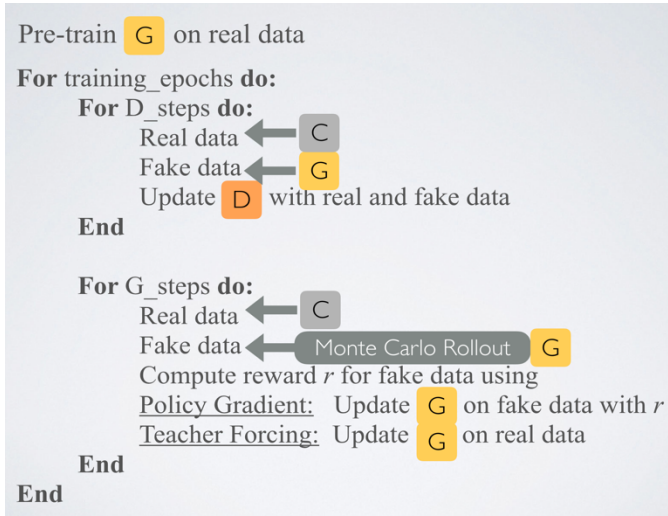 Pre-train G on real data
For training_epochs do:
For D_steps do:
Real data C
Fake data G
Update D with real and fake data
End
For G_steps do:
Real data C
Fake data Monte Carlo Rollout G
Compute reward r for fake data using
Policy Gradient: Update G on fake data with r
Teacher Forcing: Update G on real data
End
End